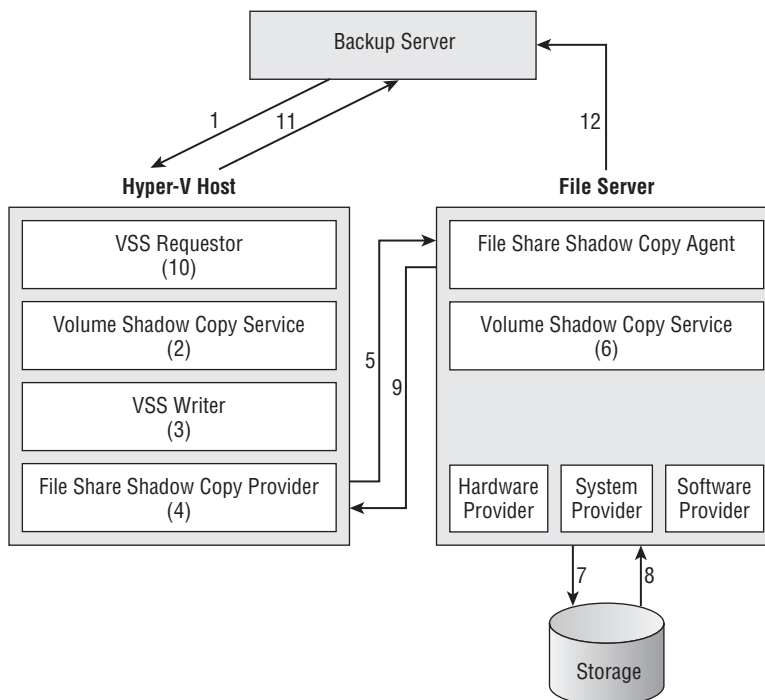 Backup Server
1
11
12
Hyper-V Host
File Server
VSS Requestor
(10)
File Share Shadow Copy Agent
Volume Shadow Copy Service
(2)
Volume Shadow Copy Service
(6)
5
9
VSS Writer
(3)
File Share Shadow Copy Provider
(4)
Hardware
Provider
System
Provider
Software
Provider
7
8
Storage